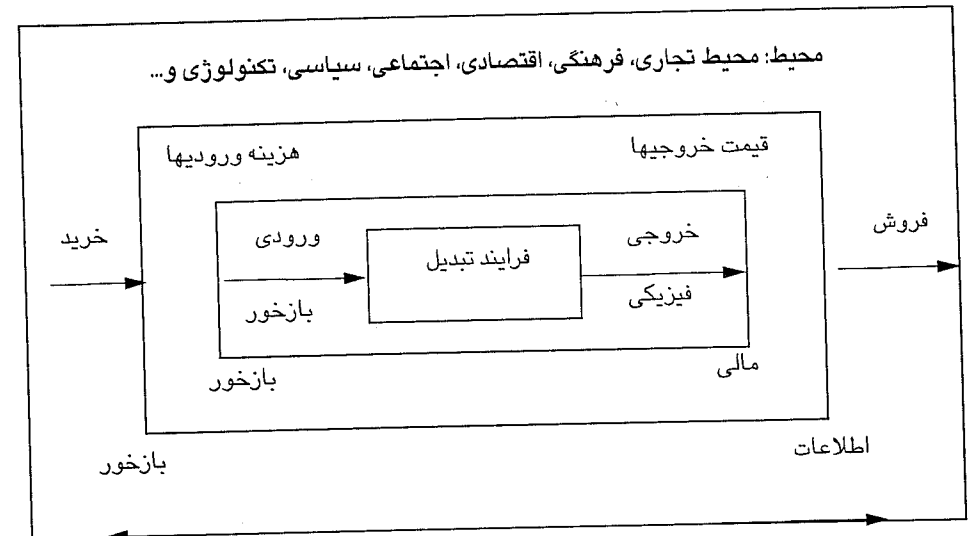 محیط: محیط تجاری، فرهنگی، اقتصادی، اجتماعی، سیاسی، تکنولوژی و...
قیمت خروجیها
هزینه ورودیها
فروش
خروجی
فرایند تبدیل
ورودی
خرید
فیزیکی
بازخور
مالی
بازخور
اطلاعات
بازخور